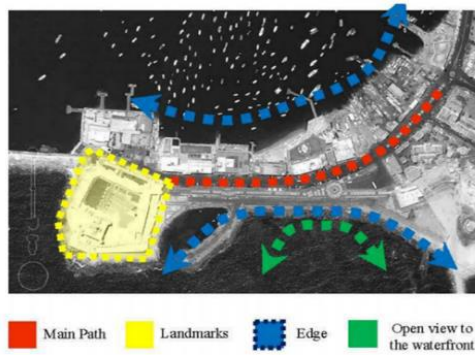 Main Path
Landmarks
Edge
Open view to
the waterfront